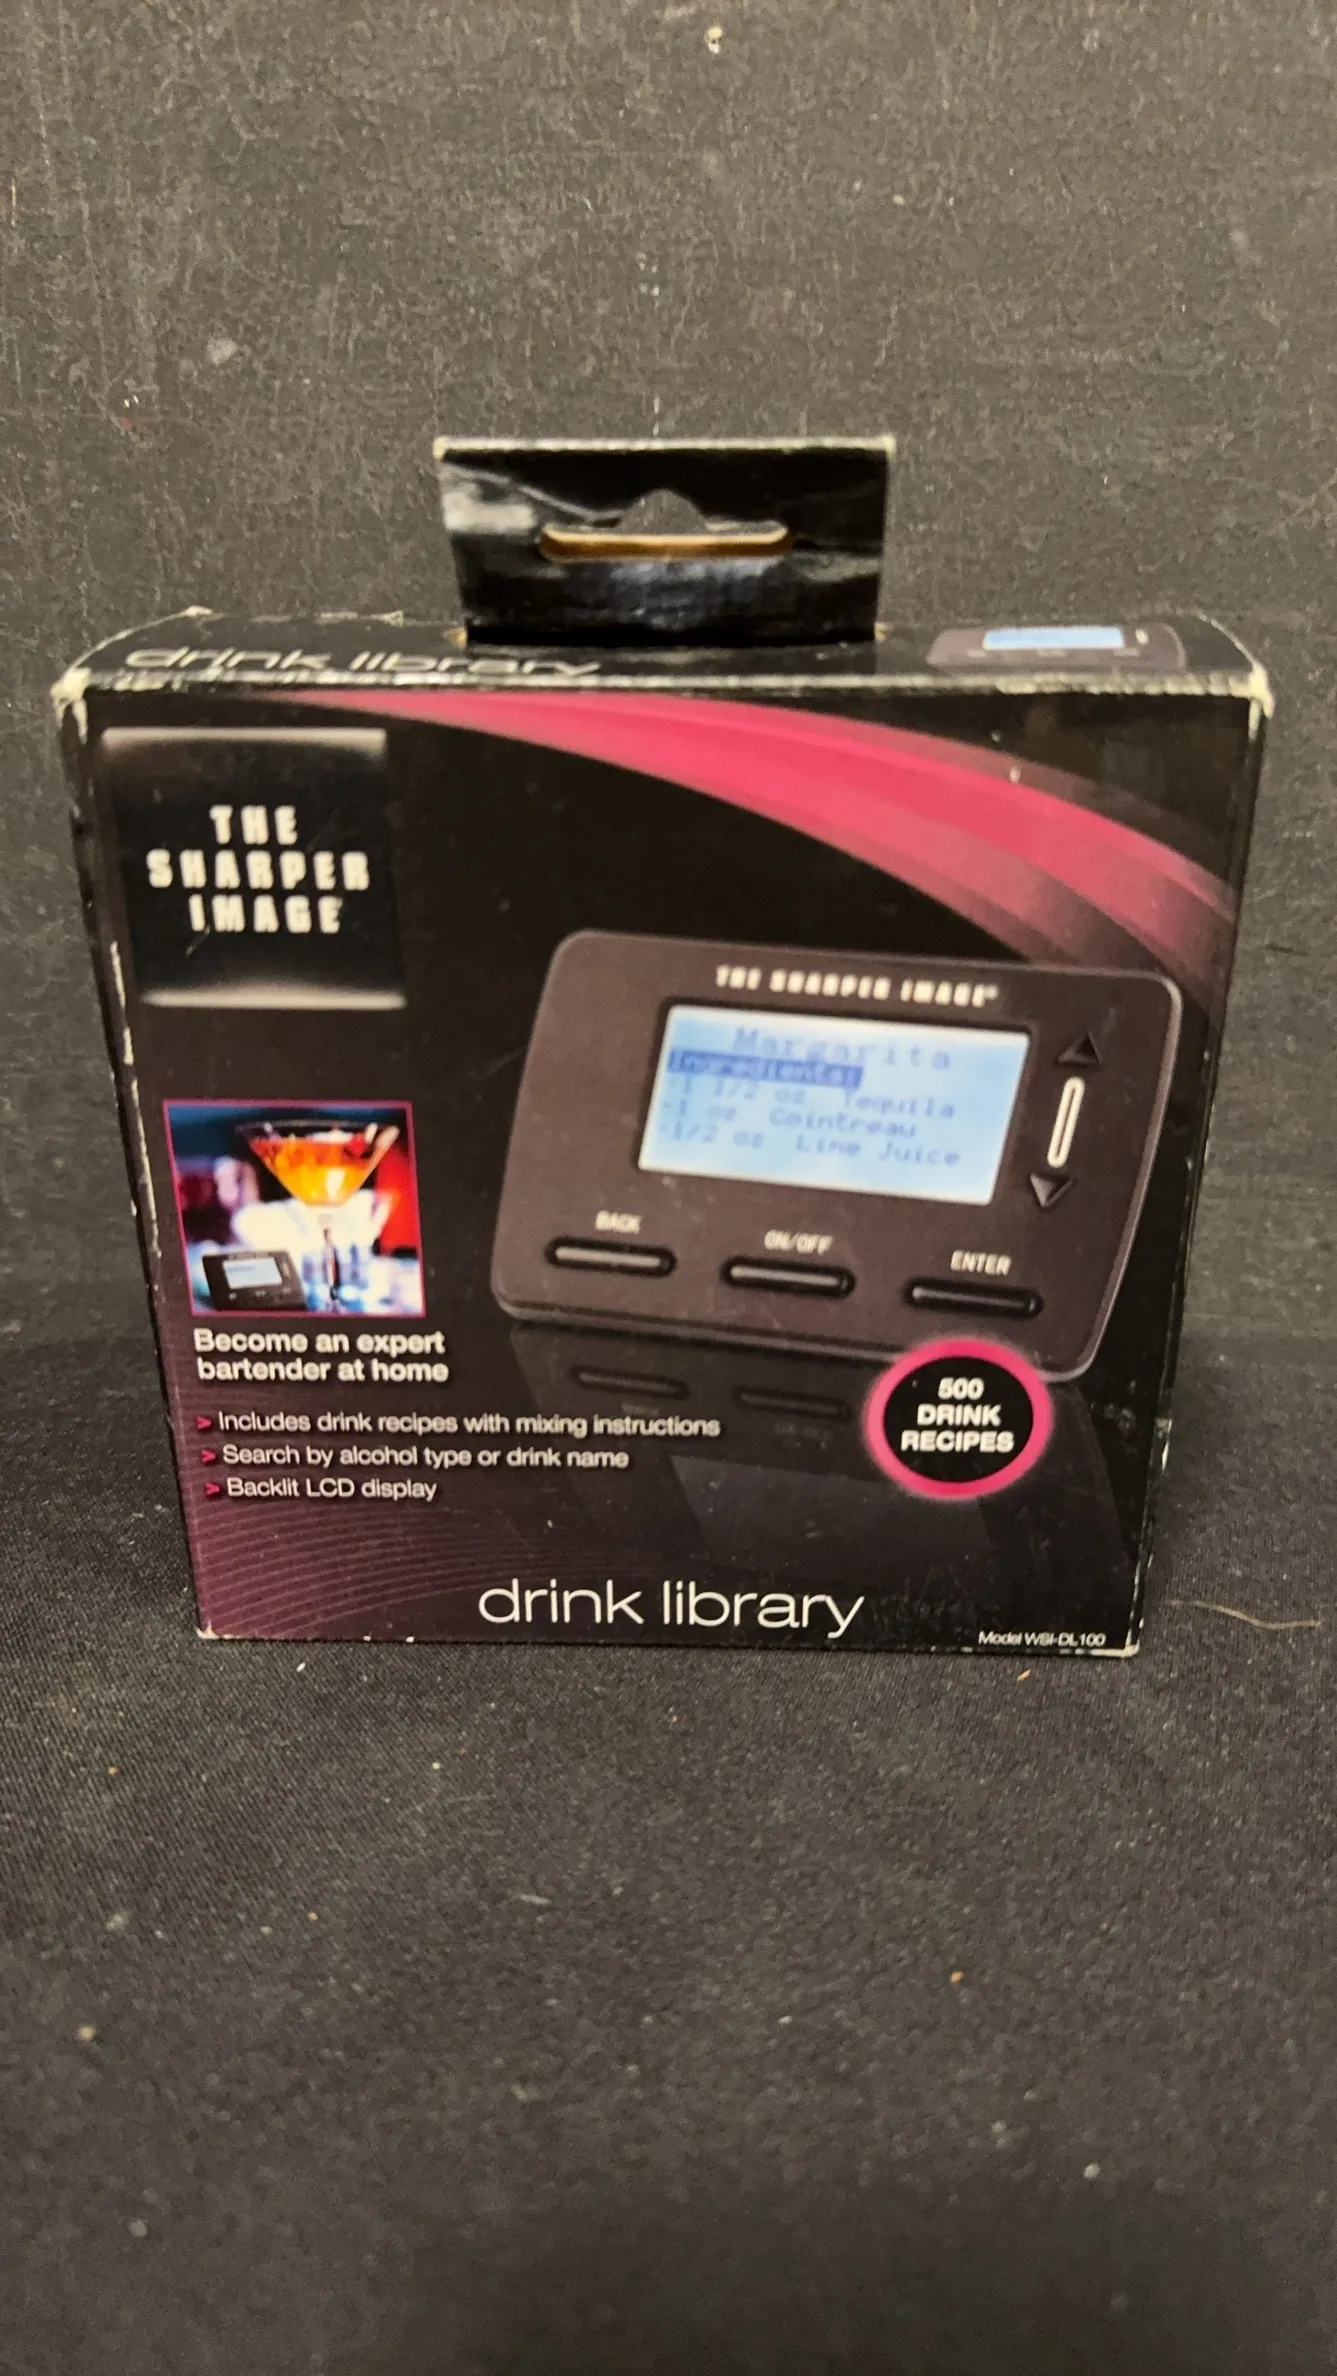 drink library
THE
SHARPER
IMAGE
THE SHARPER IMAGE®
Margarita
Ingredients:
-1 1/2 oz Tequila
-1 oz Cointreau
-1/2 oz Lime Juice
BACK
ON/OFF
ENTER
Become an expert
bartender at home
> Includes drink recipes with mixing instructions
> Search by alcohol type or drink name
> Backlit LCD display
500
DRINK
RECIPES
drink library
Model WSI-DL100